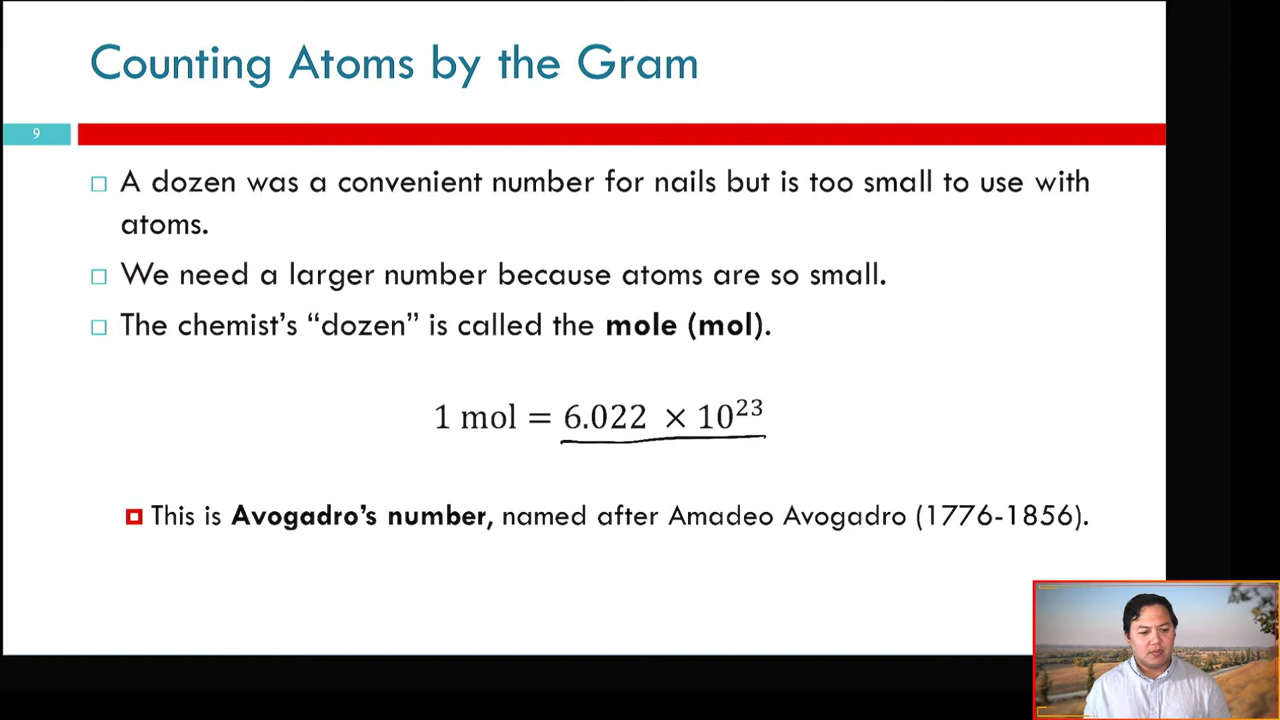 Counting Atoms by the Gram
9
A dozen was a convenient number for nails but is too small to use with
atoms.
We need a larger number because atoms are so small.
The chemist’s “dozen” is called the mole (mol).
1 mol = 6.022 × 10²³
This is Avogadro’s number, named after Amadeo Avogadro (1776-1856).